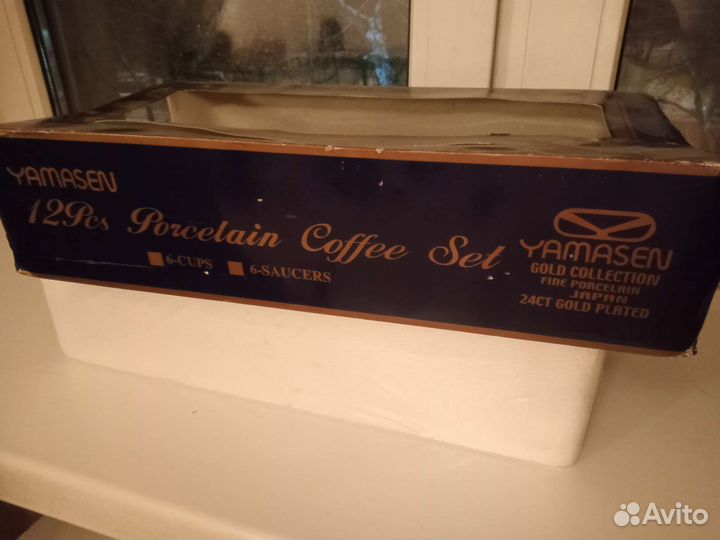 YAMASEN
12Pcs Porcelain Coffee Set
6-CUPS 6-SAUCERS
YAMASEN
GOLD COLLECTION
FINE PORCELAIN
JAPAN
24CT GOLD PLATED
Avito